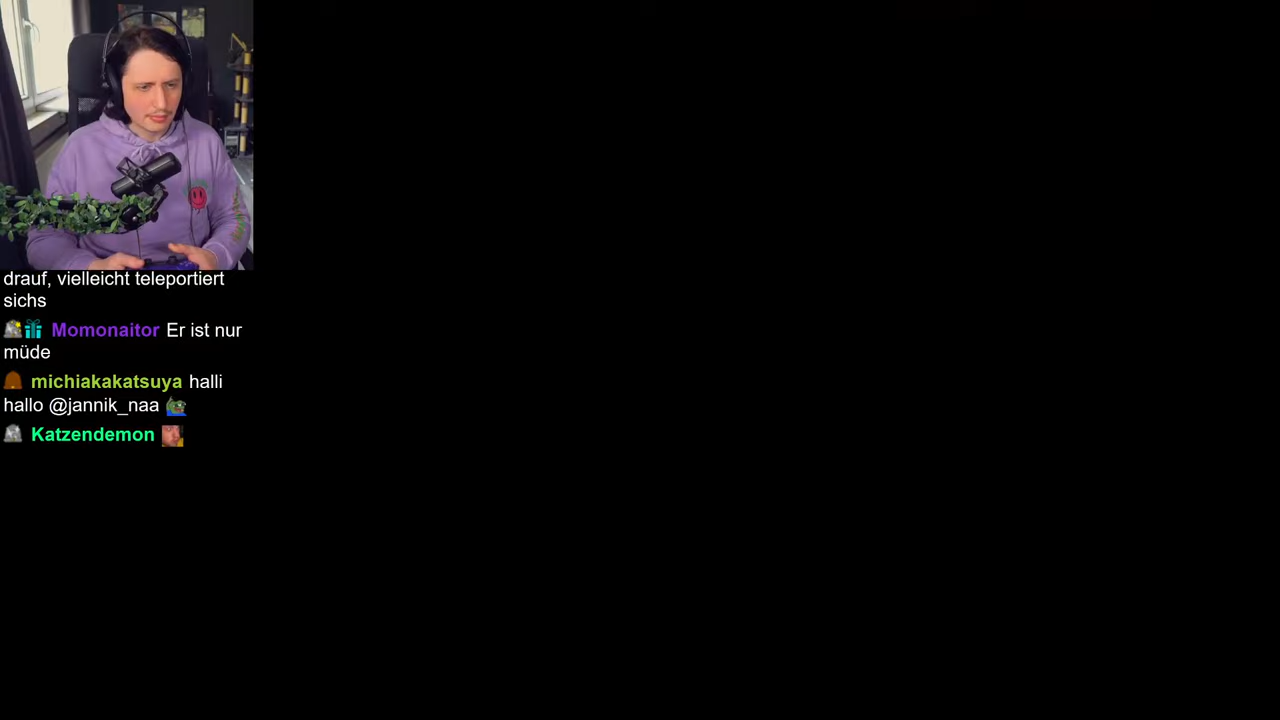 drauf, vielleicht teleportiert
sichs
Momonaitor Er ist nur
müde
michiakakatsuya halli
hallo @jannik_naa
Katzendemon